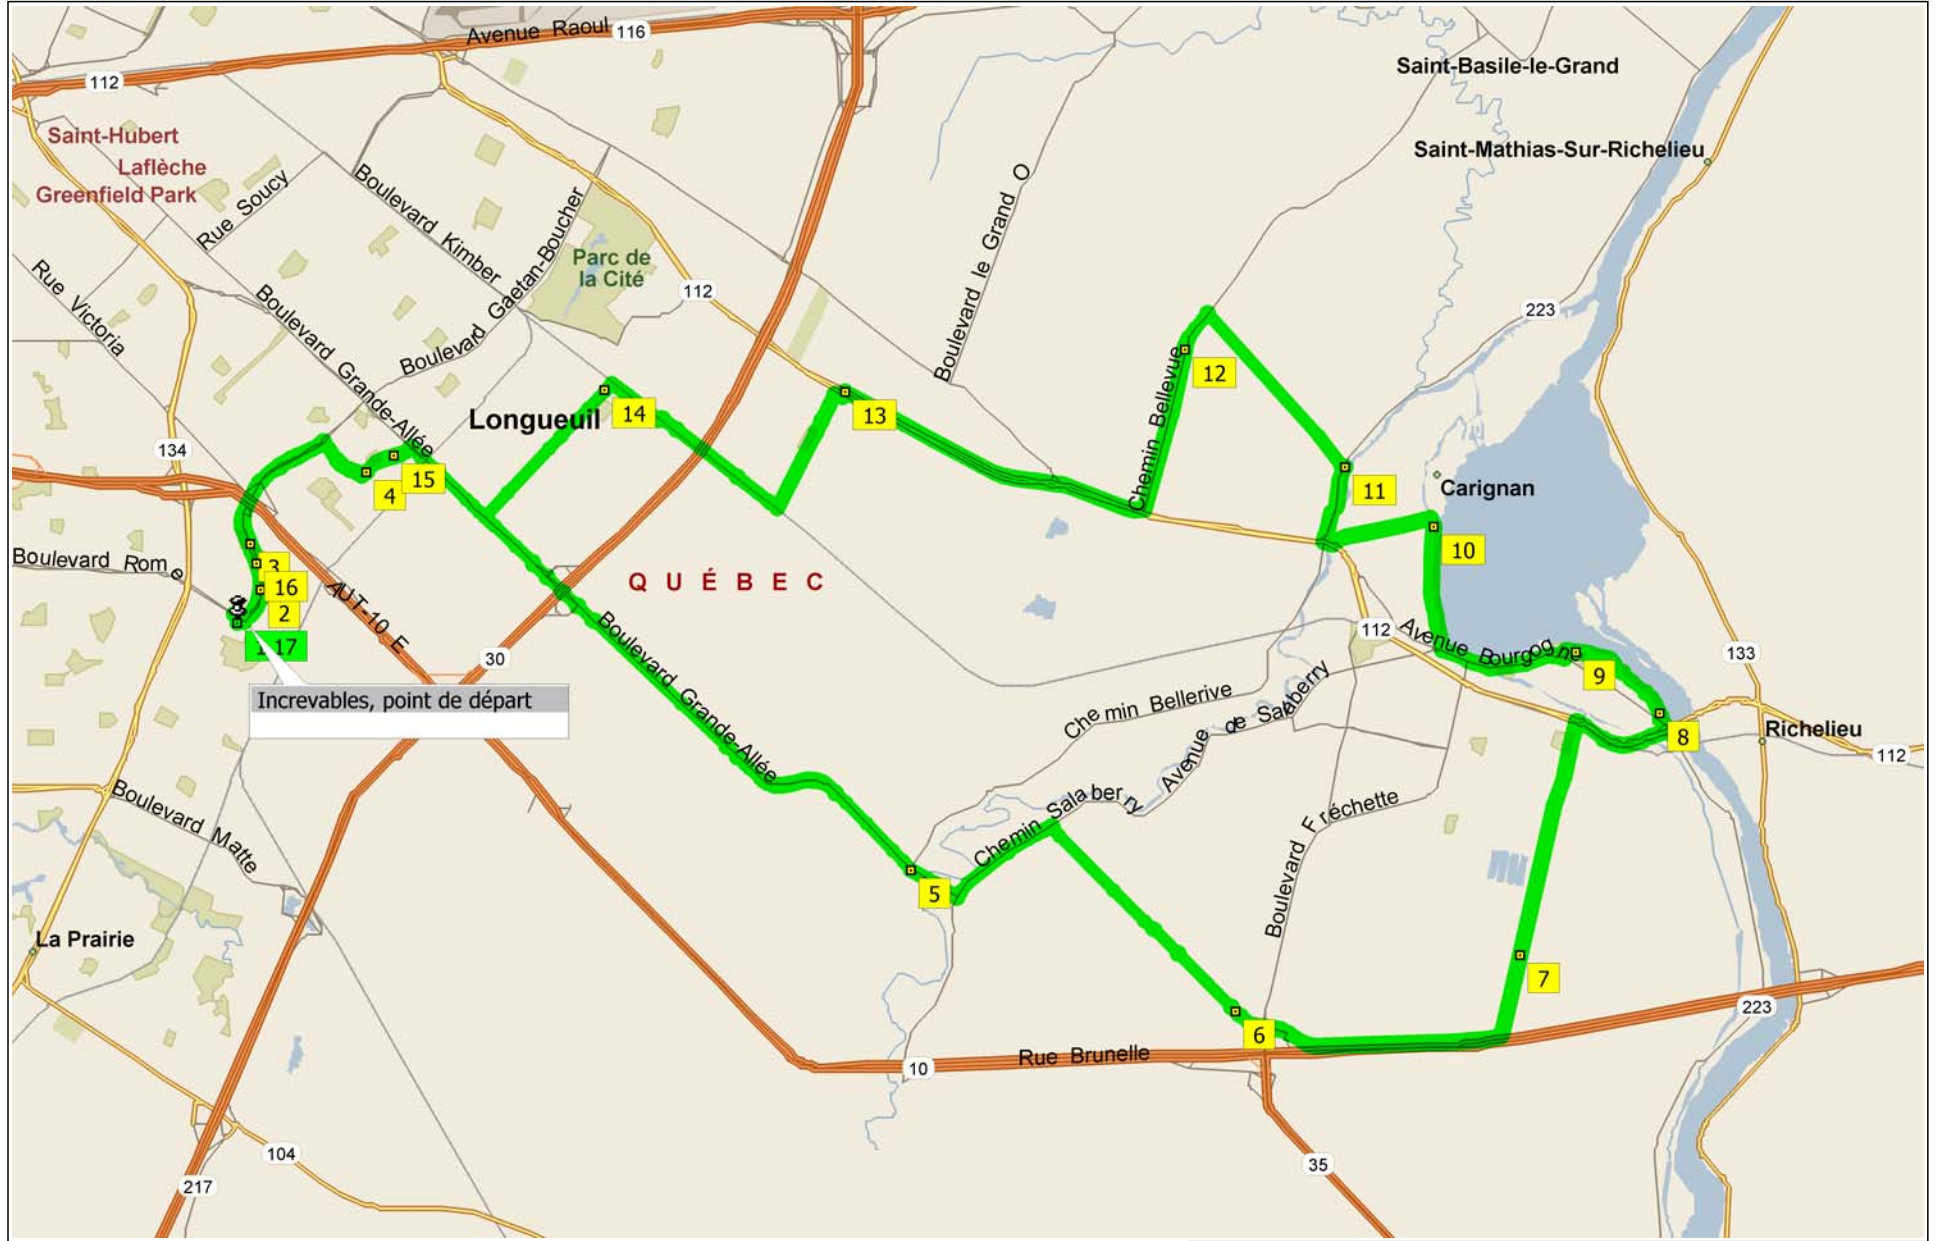 Avenue Raoul
116
112
Saint-Basile-le-Grand
Saint-Hubert
Laflèche
Greenfield Park
Saint-Mathias-Sur-Richelieu
Rue Soucy
Boulevard Kimber
Boulevard Gaetan-Boucher
Parc de
la Cité
Boulevard le Grand O
Rue Victoria
112
223
Boulevard Grande-Allée
Chemin Bellevue
12
13
14
Longueuil
134
15
4
11
Carignan
10
Boulevard Rome
3
16
2
QUÉBEC
AUT-10 E
1 17
Boulevard Grande-Allée
112
Avenue Bourgogne
133
30
9
Increvables, point de départ
Chemin Bellerive
Avenue de Salaberry
8
Richelieu
112
Boulevard Matte
Chemin Salaberry
Boulevard Fréchette
5
La Prairie
7
223
6
Rue Brunelle
10
104
35
217